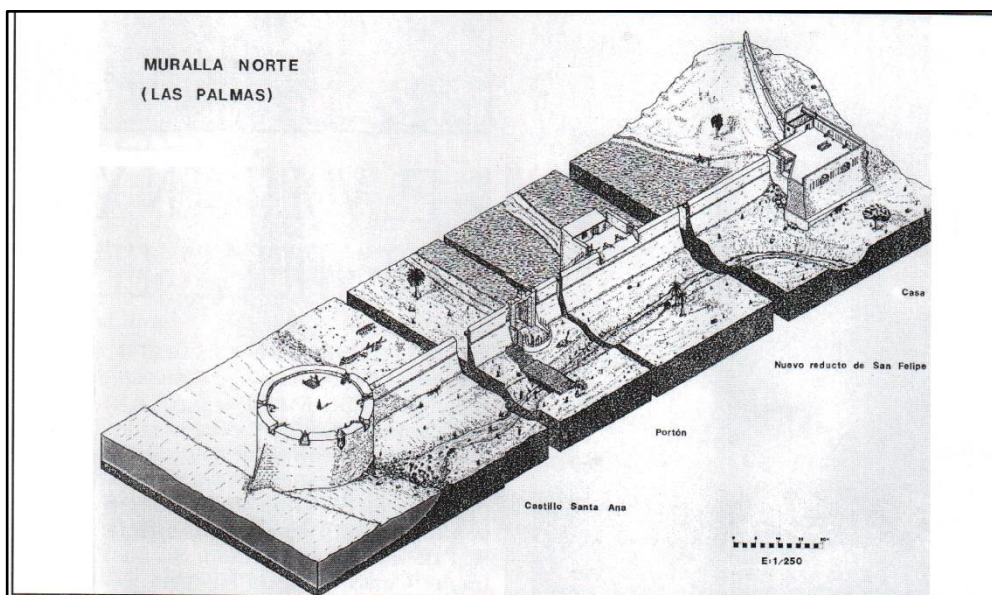 MURALLA NORTE
(LAS PALMAS)
Casa
Nuevo reducto de San Felipe
Portón
Castillo Santa Ana
E:1/250